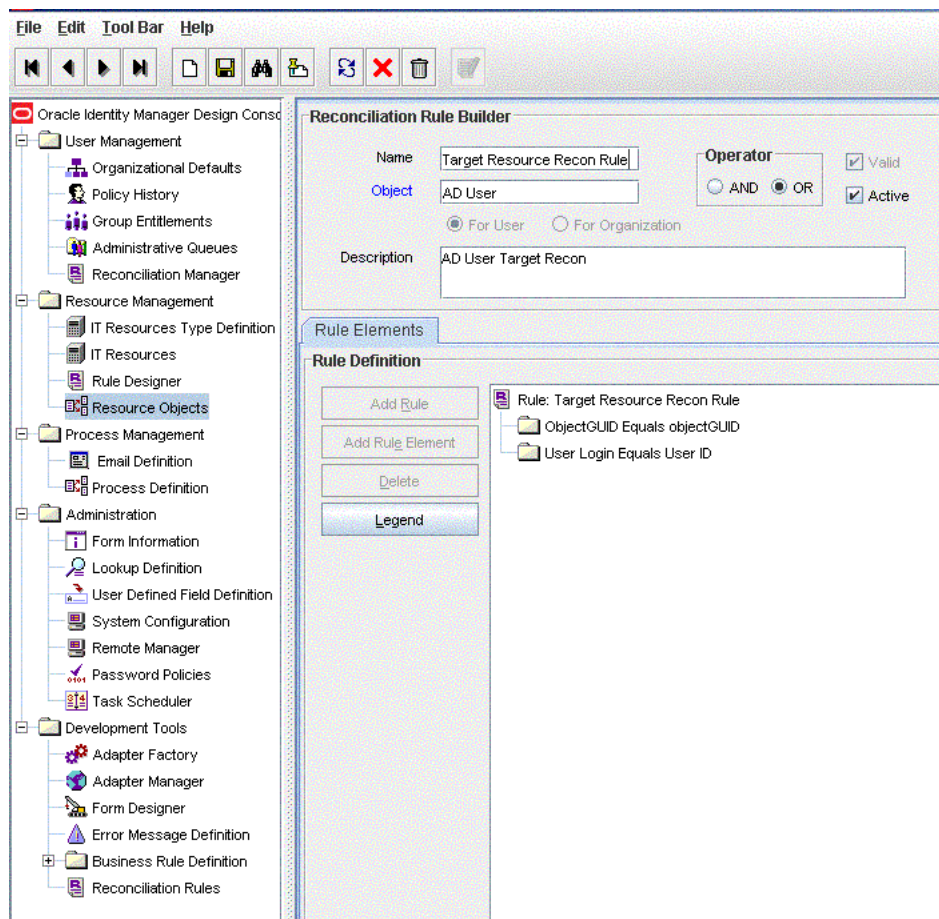 File Edit Tool Bar Help
Oracle Identity Manager Design Conso
User Management
Organizational Defaults
Policy History
Group Entitlements
Administrative Queues
Reconciliation Manager
Resource Management
IT Resources Type Definition
IT Resources
Rule Designer
Resource Objects
Process Management
Email Definition
Process Definition
Administration
Form Information
Lookup Definition
User Defined Field Definition
System Configuration
Remote Manager
Password Policies
Task Scheduler
Development Tools
Adapter Factory
Adapter Manager
Form Designer
Error Message Definition
Business Rule Definition
Reconciliation Rules
Reconciliation Rule Builder
Name Target Resource Recon Rule
Operator
AND OR
Valid
Active
Object AD User
For User For Organization
Description AD User Target Recon
Rule Elements
Rule Definition
Add Rule
Add Rule Element
Delete
Legend
Rule: Target Resource Recon Rule
ObjectGUID Equals objectGUID
User Login Equals User ID